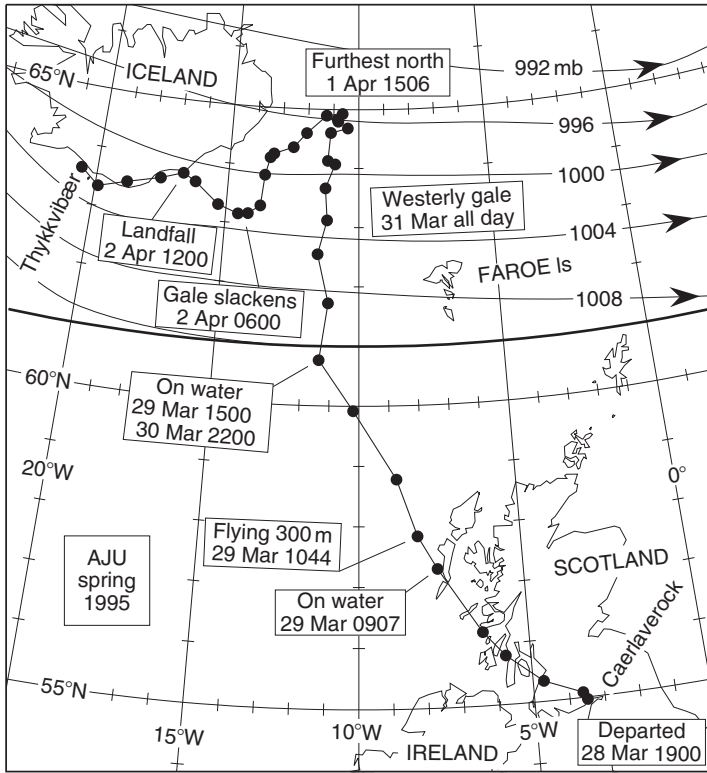 65°N
ICELAND
Furthest north
1 Apr 1506
992 mb
996
1000
Thykkvibær
Landfall
2 Apr 1200
Westerly gale
31 Mar all day
1004
FAROE Is
Gale slackens
2 Apr 0600
1008
60°N
On water
29 Mar 1500
30 Mar 2200
20°W
0°
Flying 300 m
29 Mar 1044
AJU
spring
1995
SCOTLAND
On water
29 Mar 0907
Caerlaverock
55°N
15°W
10°W
5°W
IRELAND
Departed
28 Mar 1900